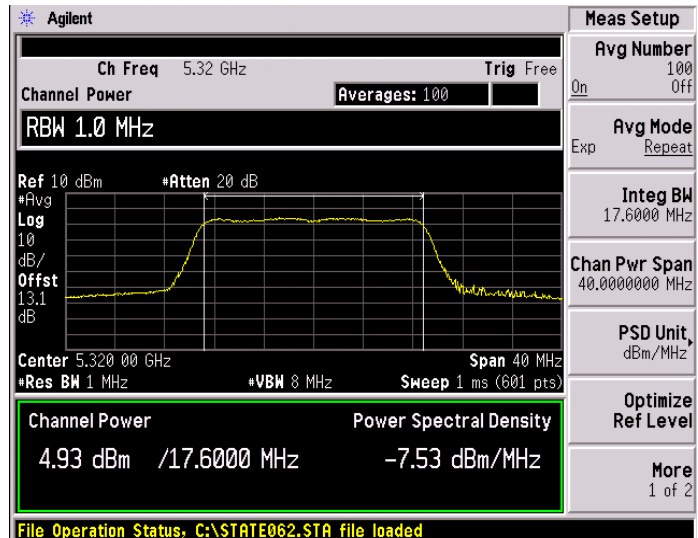 Agilent
Meas Setup
Ch Freq 5.32 GHz Trig Free
Channel Power Averages: 100
RBW 1.0 MHz
Ref 10 dBm #Atten 20 dB
#Avg
Log
10
dB/
Offst
13.1
dB
Center 5.320 00 GHz Span 40 MHz
#Res BW 1 MHz #VBW 8 MHz Sweep 1 ms (601 pts)
Channel Power Power Spectral Density
4.93 dBm /17.6000 MHz -7.53 dBm/MHz
File Operation Status, C:\STATE062.STA file loaded
Avg Number
100
On Off
Avg Mode
Exp Repeat
Integ BW
17.6000 MHz
Chan Pwr Span
40.0000000 MHz
PSD Unit
dBm/MHz
Optimize
Ref Level
More
1 of 2